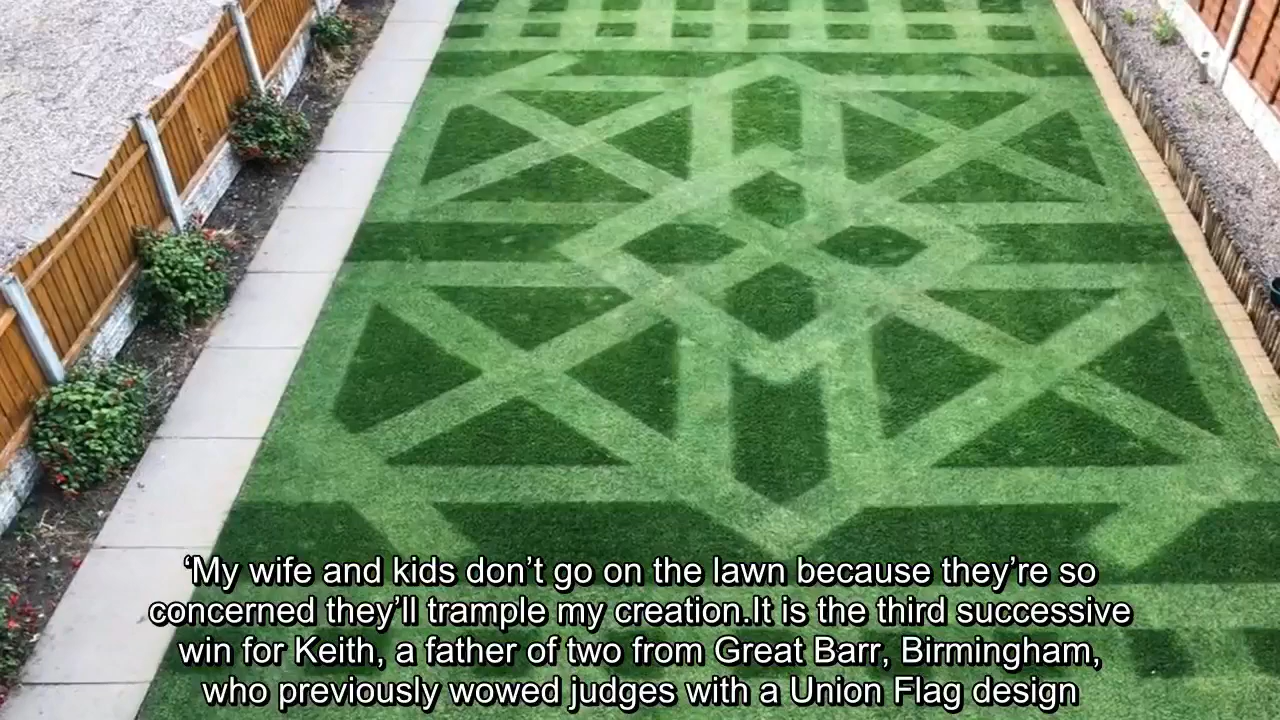 ‘My wife and kids don’t go on the lawn because they’re so
concerned they’ll trample my creation.It is the third successive
win for Keith, a father of two from Great Barr, Birmingham,
who previously wowed judges with a Union Flag design